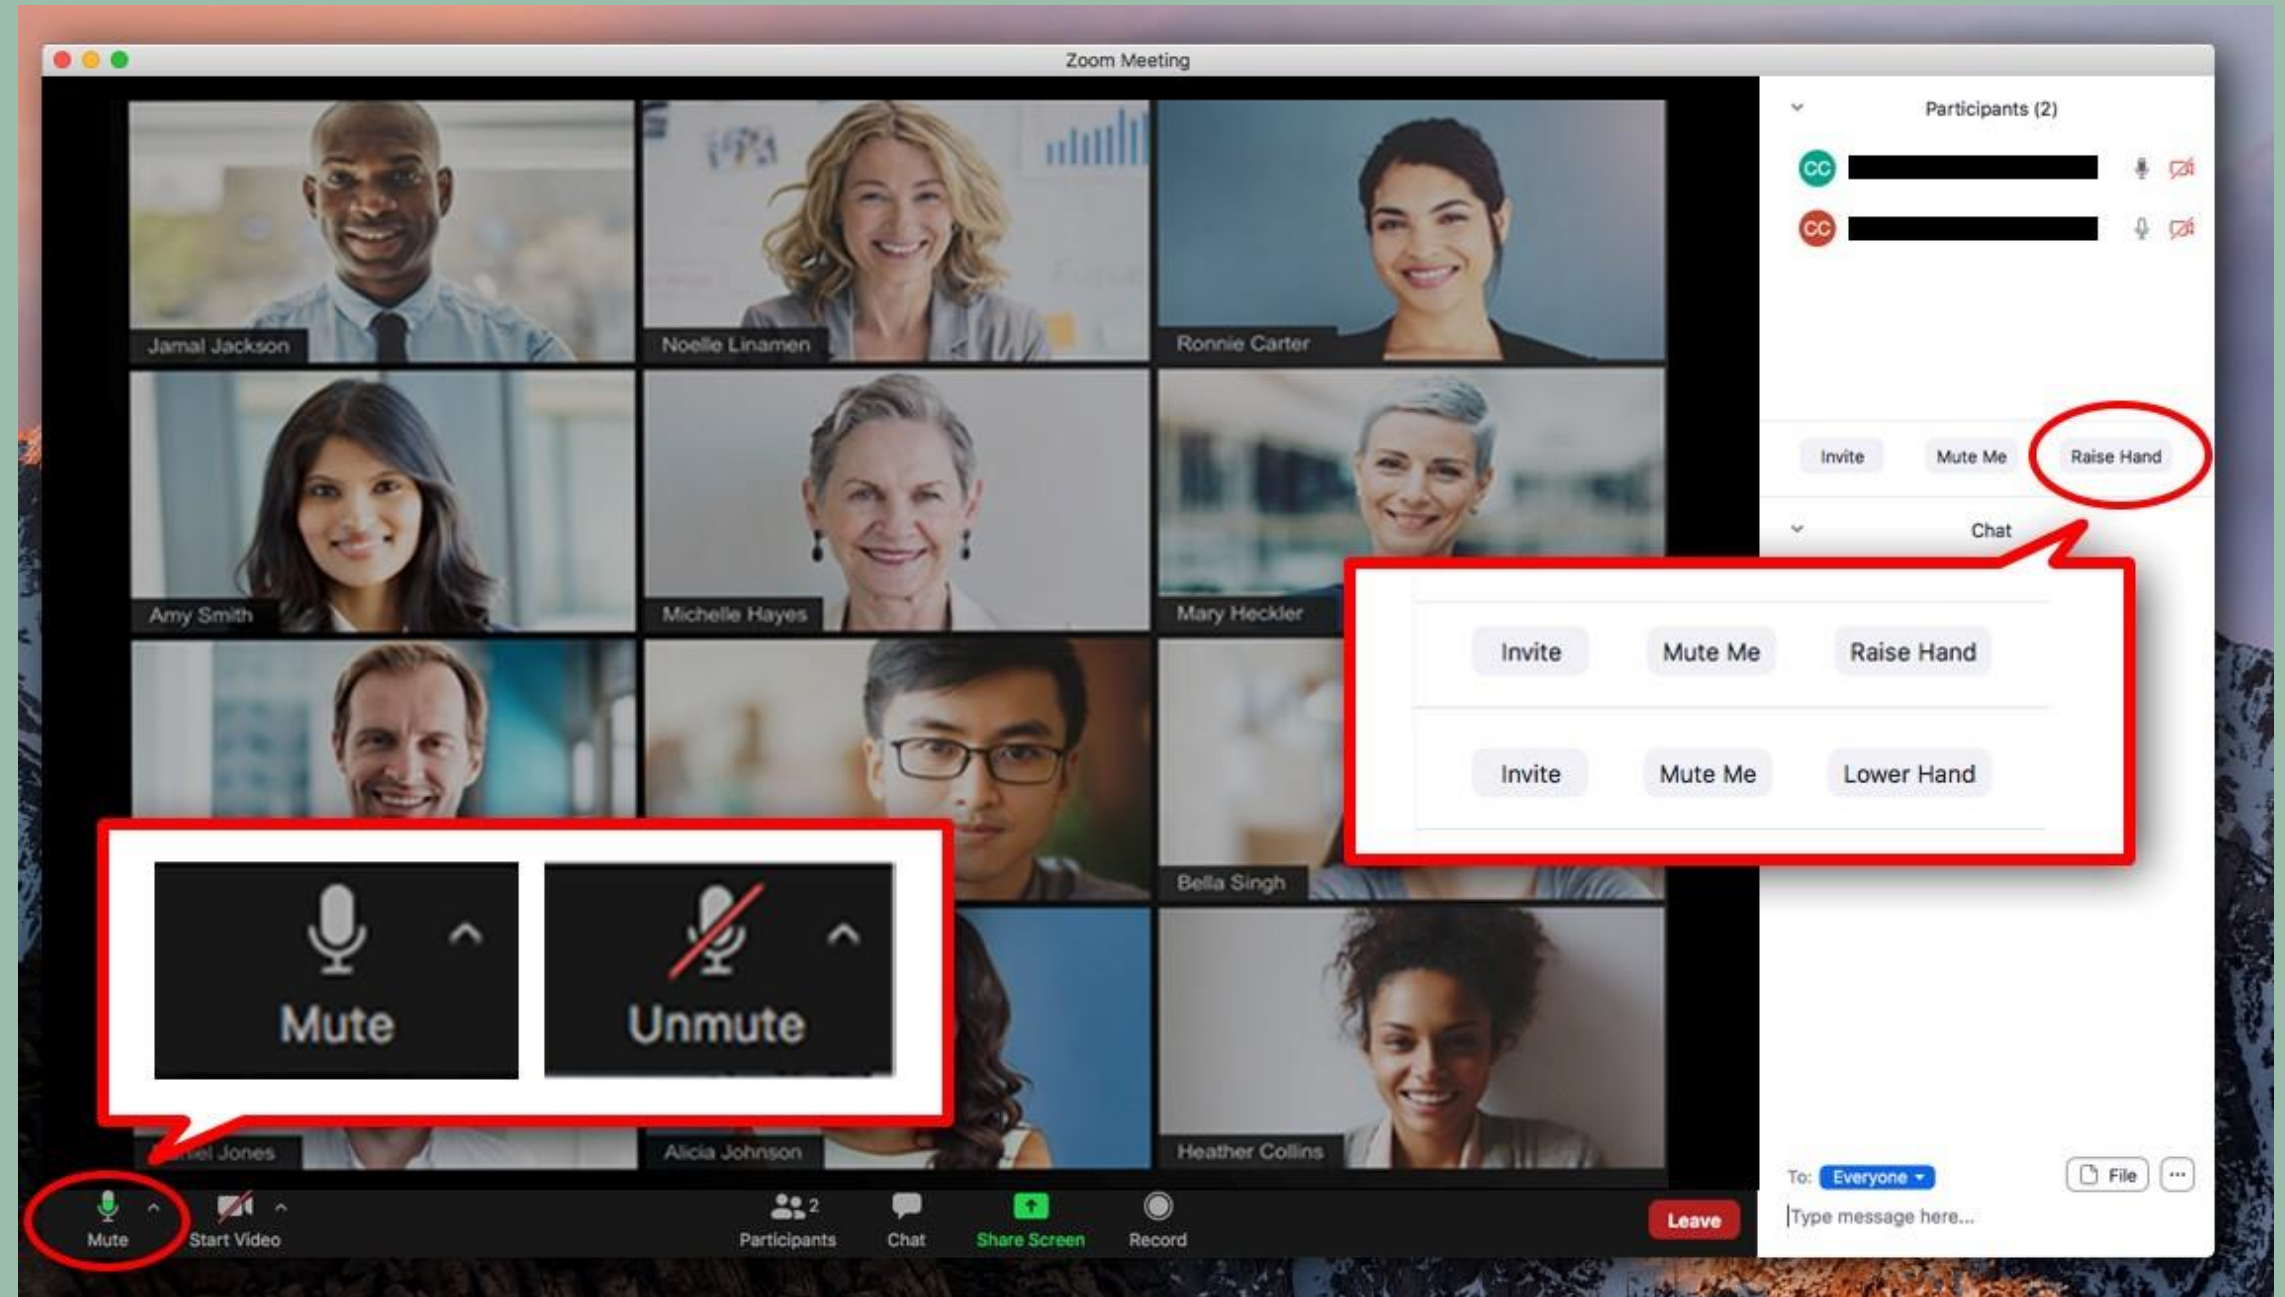 Zoom Meeting
Participants (2)
CC
CC
Invite Mute Me Raise Hand
Chat
Invite Mute Me Raise Hand
Invite Mute Me Lower Hand
Jamal Jackson
Noelle Linamen
Ronnie Carter
Amy Smith
Michelle Hayes
Mary Heckler
Bella Singh
Mute
Unmute
Jones
Alicia Johnson
Heather Collins
Mute
Start Video
2
Participants
Chat
Share Screen
Record
Leave
To: Everyone
File
Type message here...